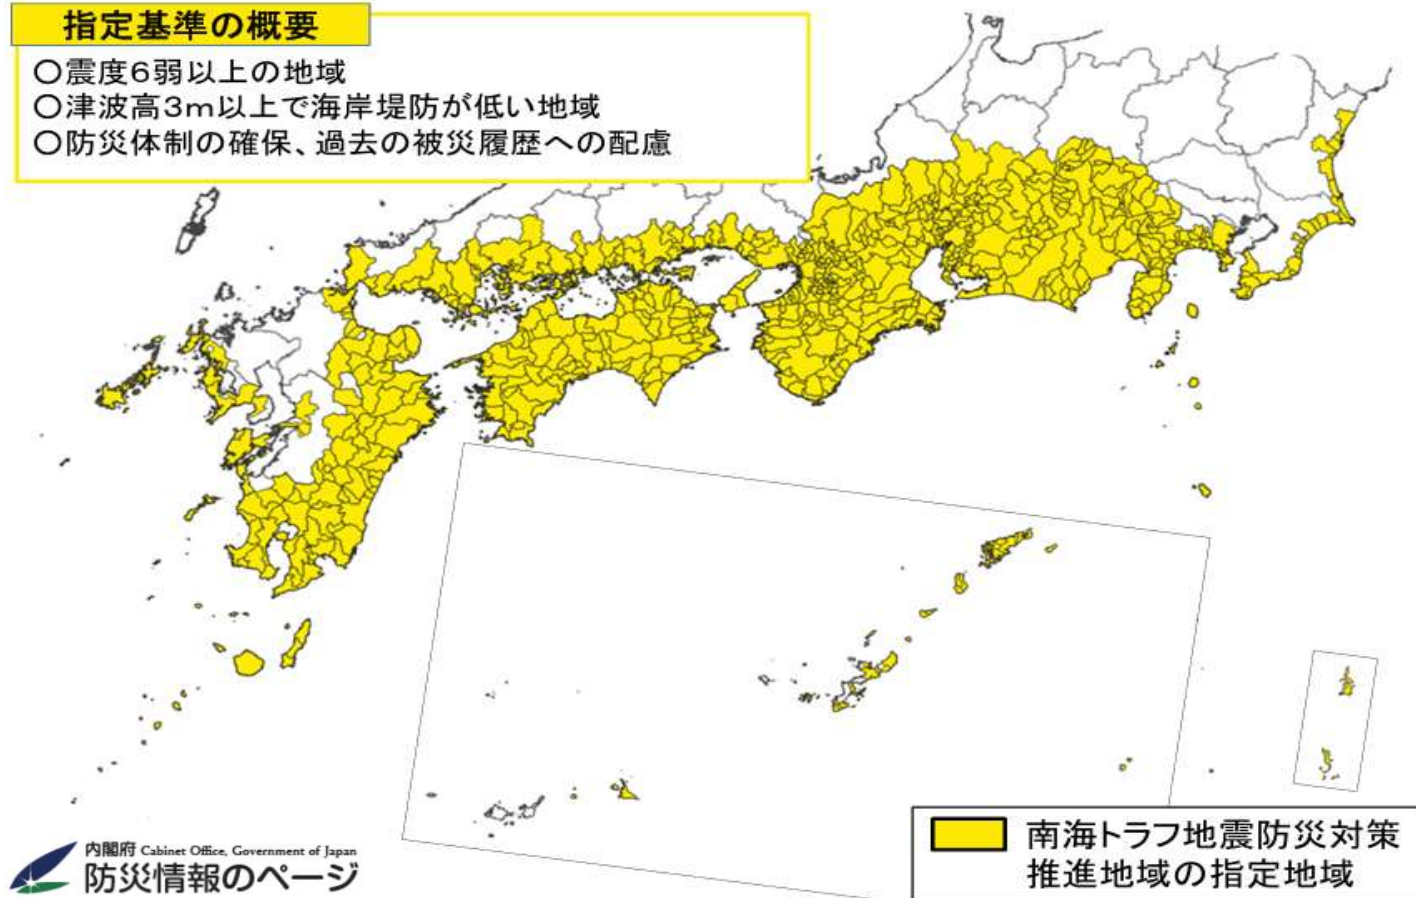 指定基準の概要
〇震度6弱以上の地域
〇津波高3m以上で海岸堤防が低い地域
〇防災体制の確保、過去の被災履歴への配慮
南海トラフ地震防災対策
推進地域の指定地域
内閣府 Cabinet Office, Government of Japan
防災情報のページ